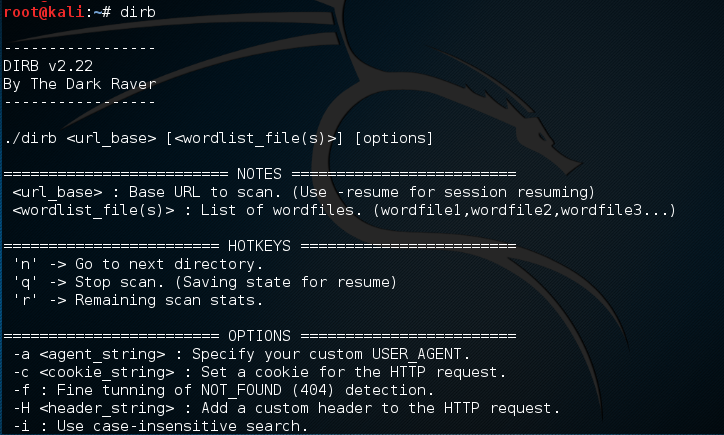 root@kali:~# dirb
-----------------
DIRB v2.22
By The Dark Raver
-----------------
./dirb <url_base> [<wordlist_file(s)>] [options]
========================= NOTES =========================
<url_base> : Base URL to scan. (Use -resume for session resuming)
<wordlist_file(s)> : List of wordfiles. (wordfile1,wordfile2,wordfile3...)
======================== HOTKEYS ========================
'n' -> Go to next directory.
'q' -> Stop scan. (Saving state for resume)
'r' -> Remaining scan stats.
======================== OPTIONS ========================
-a <agent_string> : Specify your custom USER_AGENT.
-c <cookie_string> : Set a cookie for the HTTP request.
-f : Fine tunning of NOT_FOUND (404) detection.
-H <header_string> : Add a custom header to the HTTP request.
-i : Use case-insensitive search.